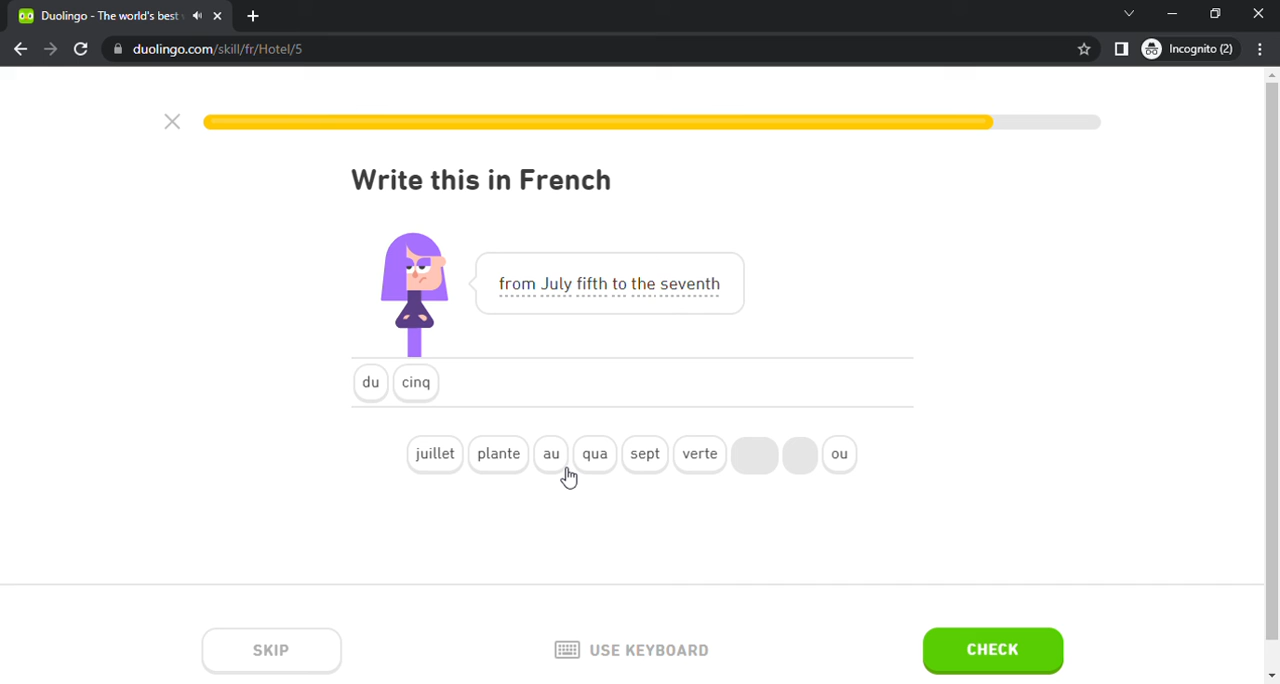 Duolingo - The world's best
duolingo.com/skill/fr/Hotel/5
Incognito (2)
Write this in French
from July fifth to the seventh
du cinq
juillet plante au qua sept verte ou
SKIP USE KEYBOARD CHECK